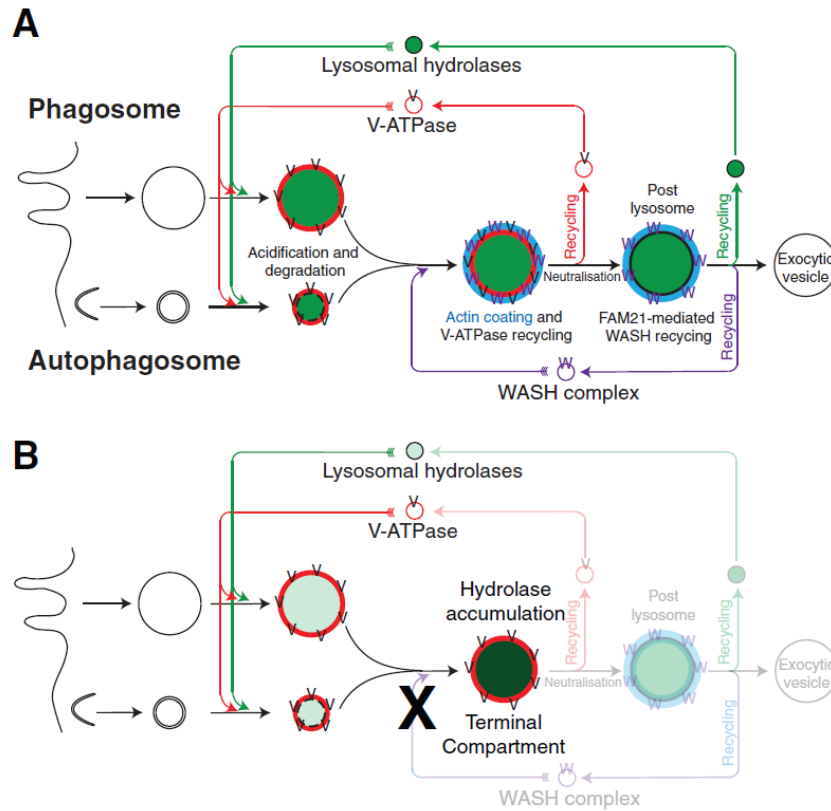 A
Lysosomal hydrolases
V
V-ATPase
Phagosome
V
V V V V V V V
Acidification and
degradation
V V V V V
Autophagosome
W V W V W V W V W V W V W V
Actin coating and
V-ATPase recycling
Recycling
Neutralisation
Post
lysosome
W W W W W W W
FAM21-mediated
WASH recycing
Recycling
Recycling
Exocytic
vesicle
W
WASH complex
B
Lysosomal hydrolases
V
V-ATPase
V
V V V V V V V
V V V V V
Hydrolase
accumulation
V V V V V V V
Terminal
Compartment
X
Recycling
Neutralisation
Post
lysosome
W W W W W W W
Recycling
Recycling
Exocytic
vesicle
W
WASH complex